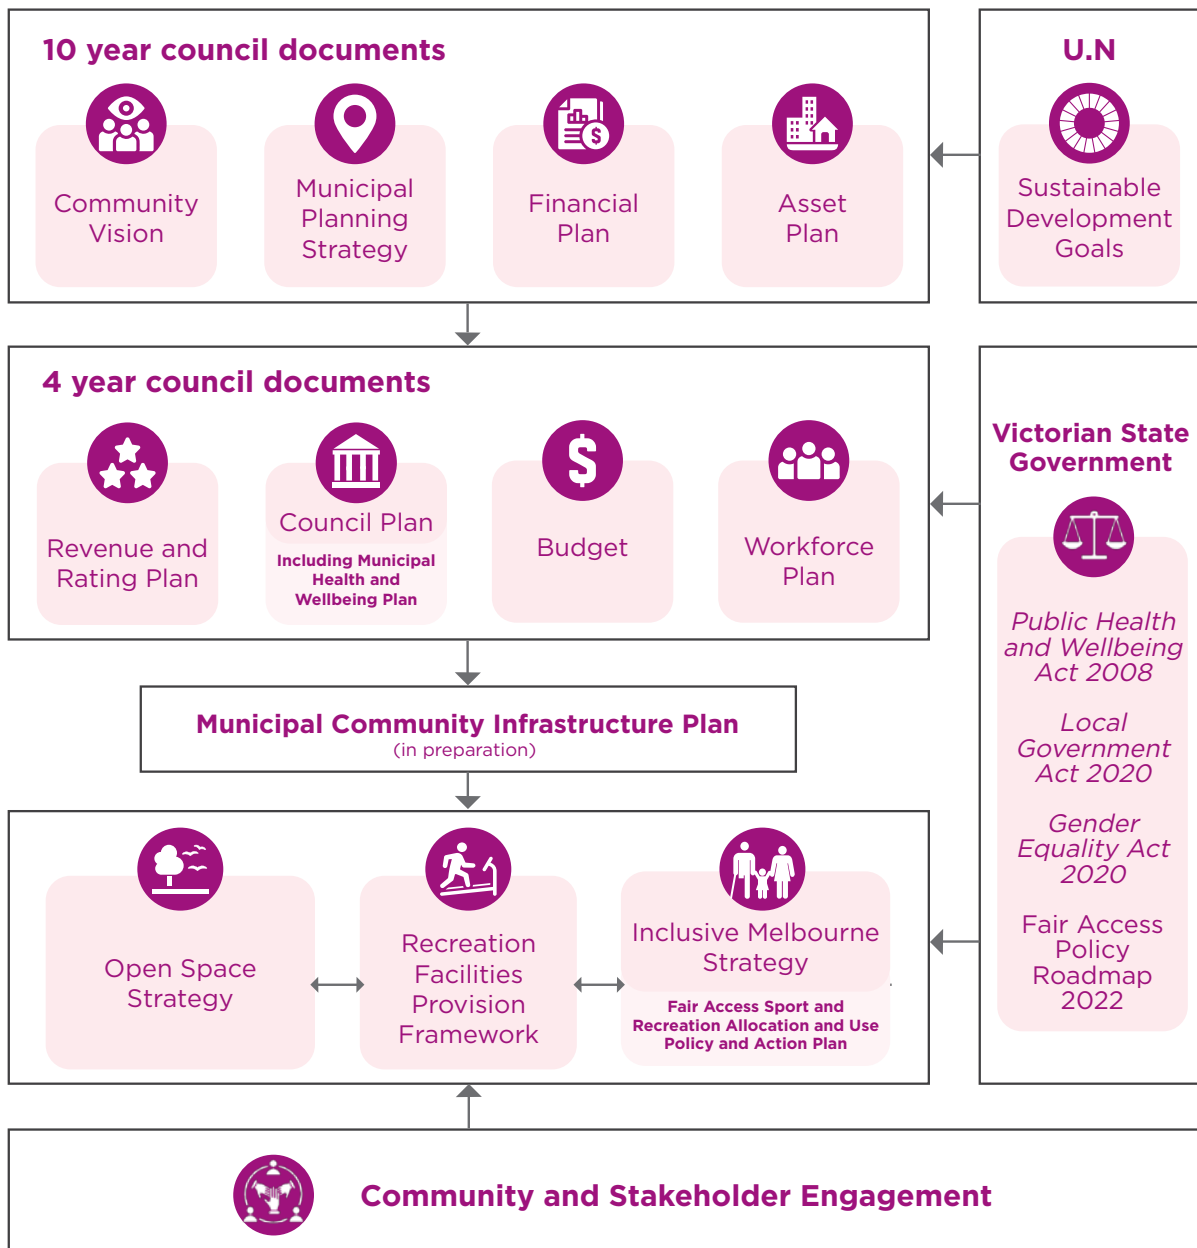 10 year council documents
Community
Vision
Municipal
Planning
Strategy
Financial
Plan
Asset
Plan
U.N
Sustainable
Development
Goals
4 year council documents
Revenue and
Rating Plan
Council Plan
Including Municipal
Health and
Wellbeing Plan
$
Budget
Workforce
Plan
Victorian State
Government
Public Health
and Wellbeing
Act 2008
Local
Government
Act 2020
Gender
Equality Act
2020
Fair Access
Policy
Roadmap
2022
Municipal Community Infrastructure Plan
(in preparation)
Open Space
Strategy
Recreation
Facilities
Provision
Framework
Inclusive Melbourne
Strategy
Fair Access Sport and
Recreation Allocation and Use
Policy and Action Plan
Community and Stakeholder Engagement